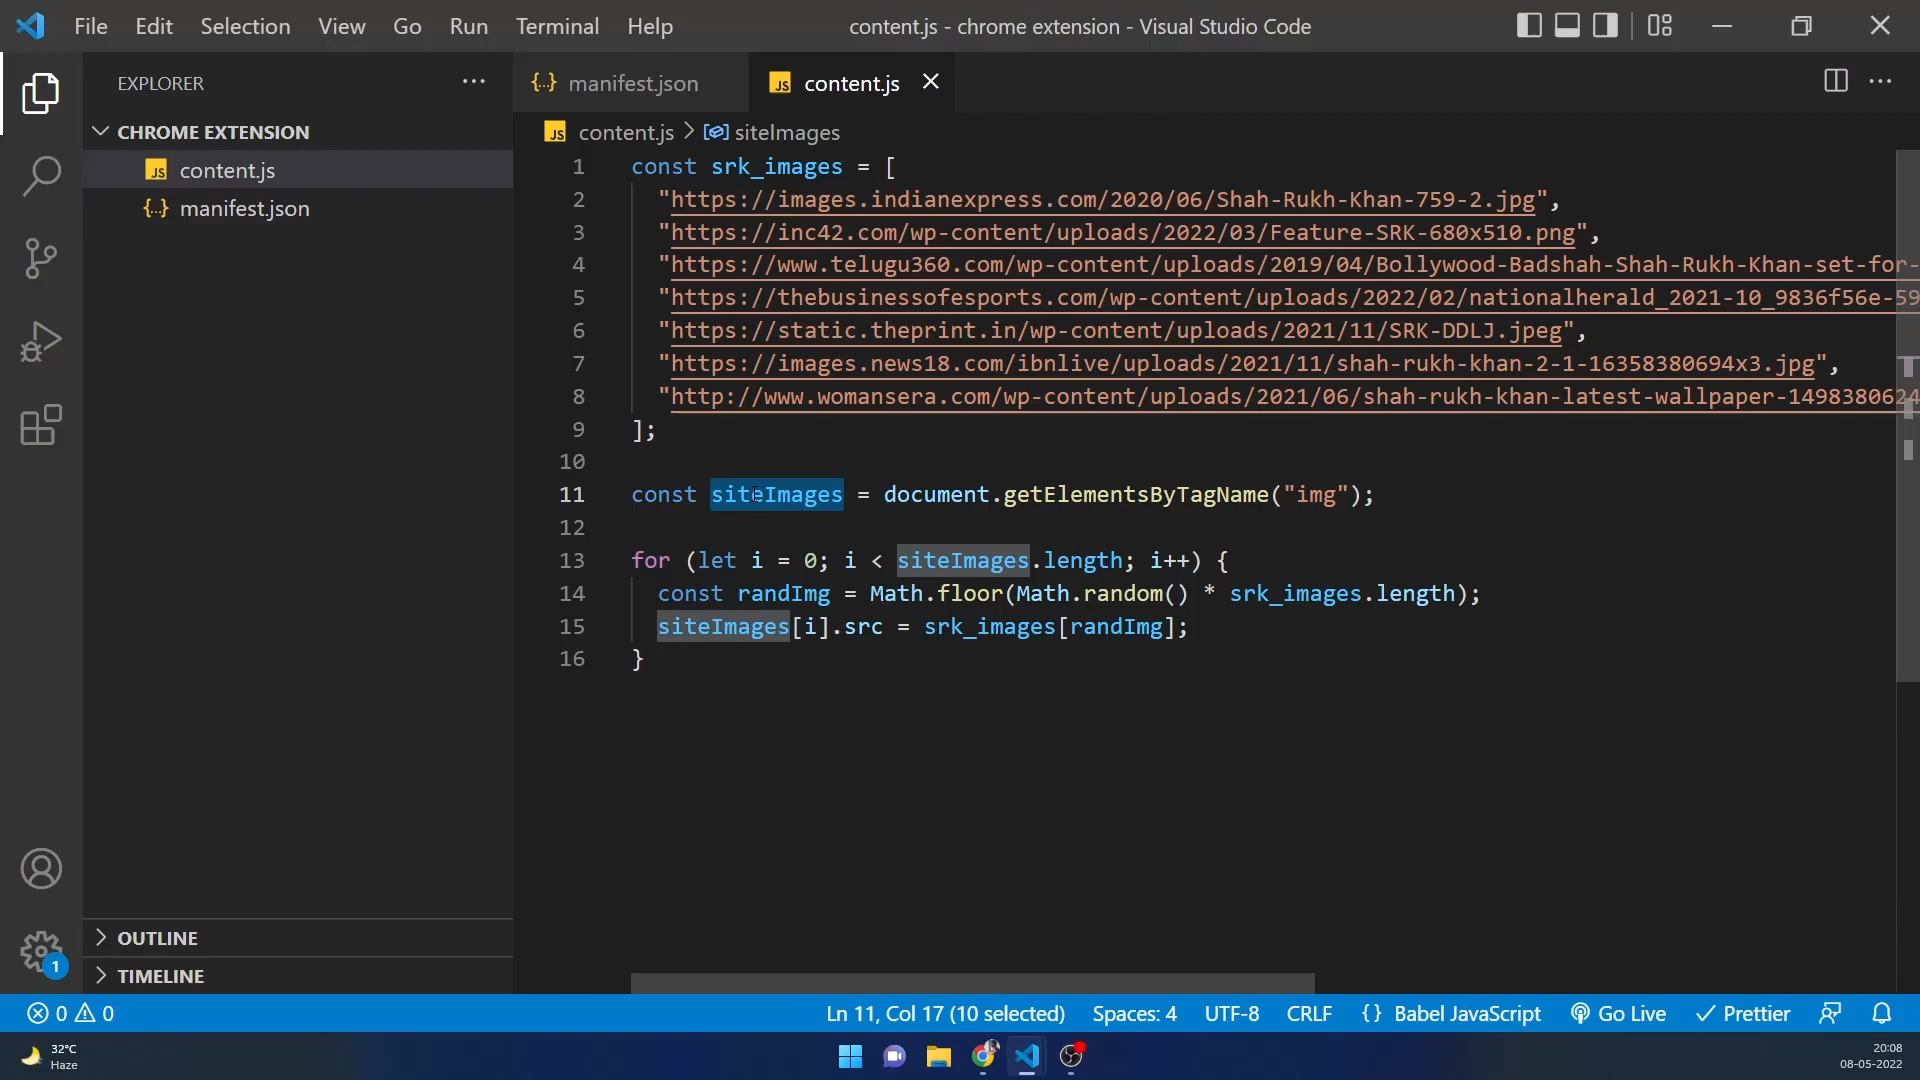 File Edit Selection View Go Run Terminal Help
content.js - chrome extension - Visual Studio Code
EXPLORER
CHROME EXTENSION
JS content.js
{..} manifest.json
OUTLINE
TIMELINE
{..} manifest.json
JS content.js
JS content.js > siteImages
1 const srk_images = [
2 "https://images.indianexpress.com/2020/06/Shah-Rukh-Khan-759-2.jpg",
3 "https://inc42.com/wp-content/uploads/2022/03/Feature-SRK-680x510.png",
4 "https://www.telugu360.com/wp-content/uploads/2019/04/Bollywood-Badshah-Shah-Rukh-Khan-set-for-
5 "https://thebusinessofesports.com/wp-content/uploads/2022/02/nationalherald_2021-10_9836f56e-59
6 "https://static.theprint.in/wp-content/uploads/2021/11/SRK-DDLJ.jpeg",
7 "https://images.news18.com/ibnlive/uploads/2021/11/shah-rukh-khan-2-1-16358380694x3.jpg",
8 "http://www.womansera.com/wp-content/uploads/2021/06/shah-rukh-khan-latest-wallpaper-1498380624
9 ];
10
11 const siteImages = document.getElementsByTagName("img");
12
13 for (let i = 0; i < siteImages.length; i++) {
14 const randImg = Math.floor(Math.random() * srk_images.length);
15 siteImages[i].src = srk_images[randImg];
16 }
1
0 0
Ln 11, Col 17 (10 selected) Spaces: 4 UTF-8 CRLF {} Babel JavaScript Go Live Prettier
32°C
Haze
20:08
08-05-2022